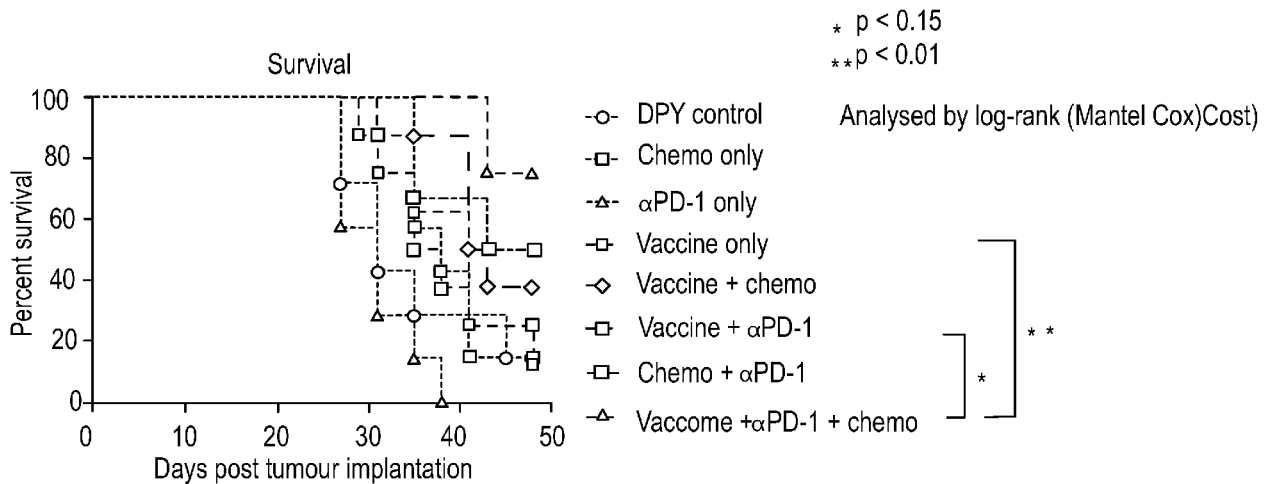 * p < 0.15
**p < 0.01
Analysed by log-rank (Mantel Cox)Cost)
Survival
Percent survival
100
80
60
40
20
0
0 10 20 30 40 50
Days post tumour implantation
DPY control
Chemo only
αPD-1 only
Vaccine only
Vaccine + chemo
Vaccine + αPD-1
Chemo + αPD-1
Vaccome +αPD-1 + chemo
*
* *